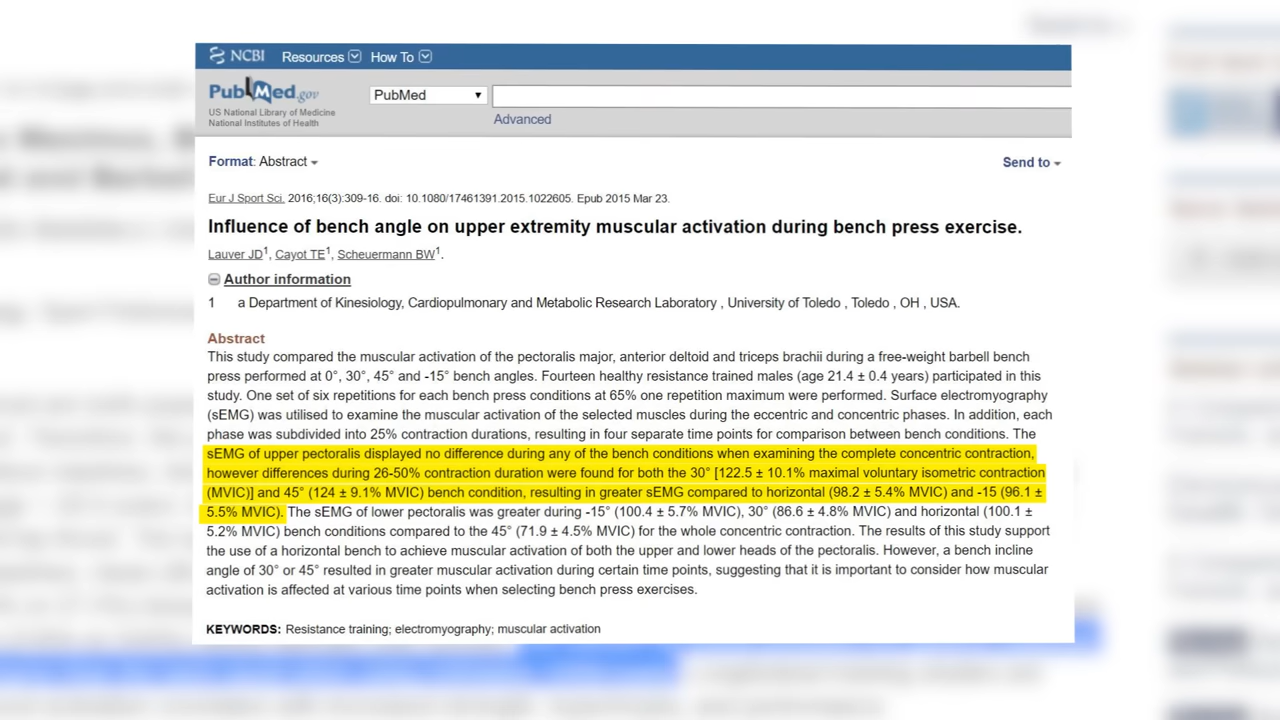 NCBI Resources How To
PubMed.gov
US National Library of Medicine
National Institutes of Health
PubMed
Advanced
Format: Abstract
Send to
Eur J Sport Sci. 2016;16(3):309-16. doi: 10.1080/17461391.2015.1022605. Epub 2015 Mar 23.
Influence of bench angle on upper extremity muscular activation during bench press exercise.
Lauver JD1, Cayot TE1, Scheuermann BW1.
Author information
1 a Department of Kinesiology, Cardiopulmonary and Metabolic Research Laboratory , University of Toledo , Toledo , OH , USA.
Abstract
This study compared the muscular activation of the pectoralis major, anterior deltoid and triceps brachii during a free-weight barbell bench
press performed at 0°, 30°, 45° and -15° bench angles. Fourteen healthy resistance trained males (age 21.4 ± 0.4 years) participated in this
study. One set of six repetitions for each bench press conditions at 65% one repetition maximum were performed. Surface electromyography
(sEMG) was utilised to examine the muscular activation of the selected muscles during the eccentric and concentric phases. In addition, each
phase was subdivided into 25% contraction durations, resulting in four separate time points for comparison between bench conditions. The
sEMG of upper pectoralis displayed no difference during any of the bench conditions when examining the complete concentric contraction,
however differences during 26-50% contraction duration were found for both the 30° [122.5 ± 10.1% maximal voluntary isometric contraction
(MVIC)] and 45° (124 ± 9.1% MVIC) bench condition, resulting in greater sEMG compared to horizontal (98.2 ± 5.4% MVIC) and -15 (96.1 ±
5.5% MVIC). The sEMG of lower pectoralis was greater during -15° (100.4 ± 5.7% MVIC), 30° (86.6 ± 4.8% MVIC) and horizontal (100.1 ±
5.2% MVIC) bench conditions compared to the 45° (71.9 ± 4.5% MVIC) for the whole concentric contraction. The results of this study support
the use of a horizontal bench to achieve muscular activation of both the upper and lower heads of the pectoralis. However, a bench incline
angle of 30° or 45° resulted in greater muscular activation during certain time points, suggesting that it is important to consider how muscular
activation is affected at various time points when selecting bench press exercises.
KEYWORDS: Resistance training; electromyography; muscular activation